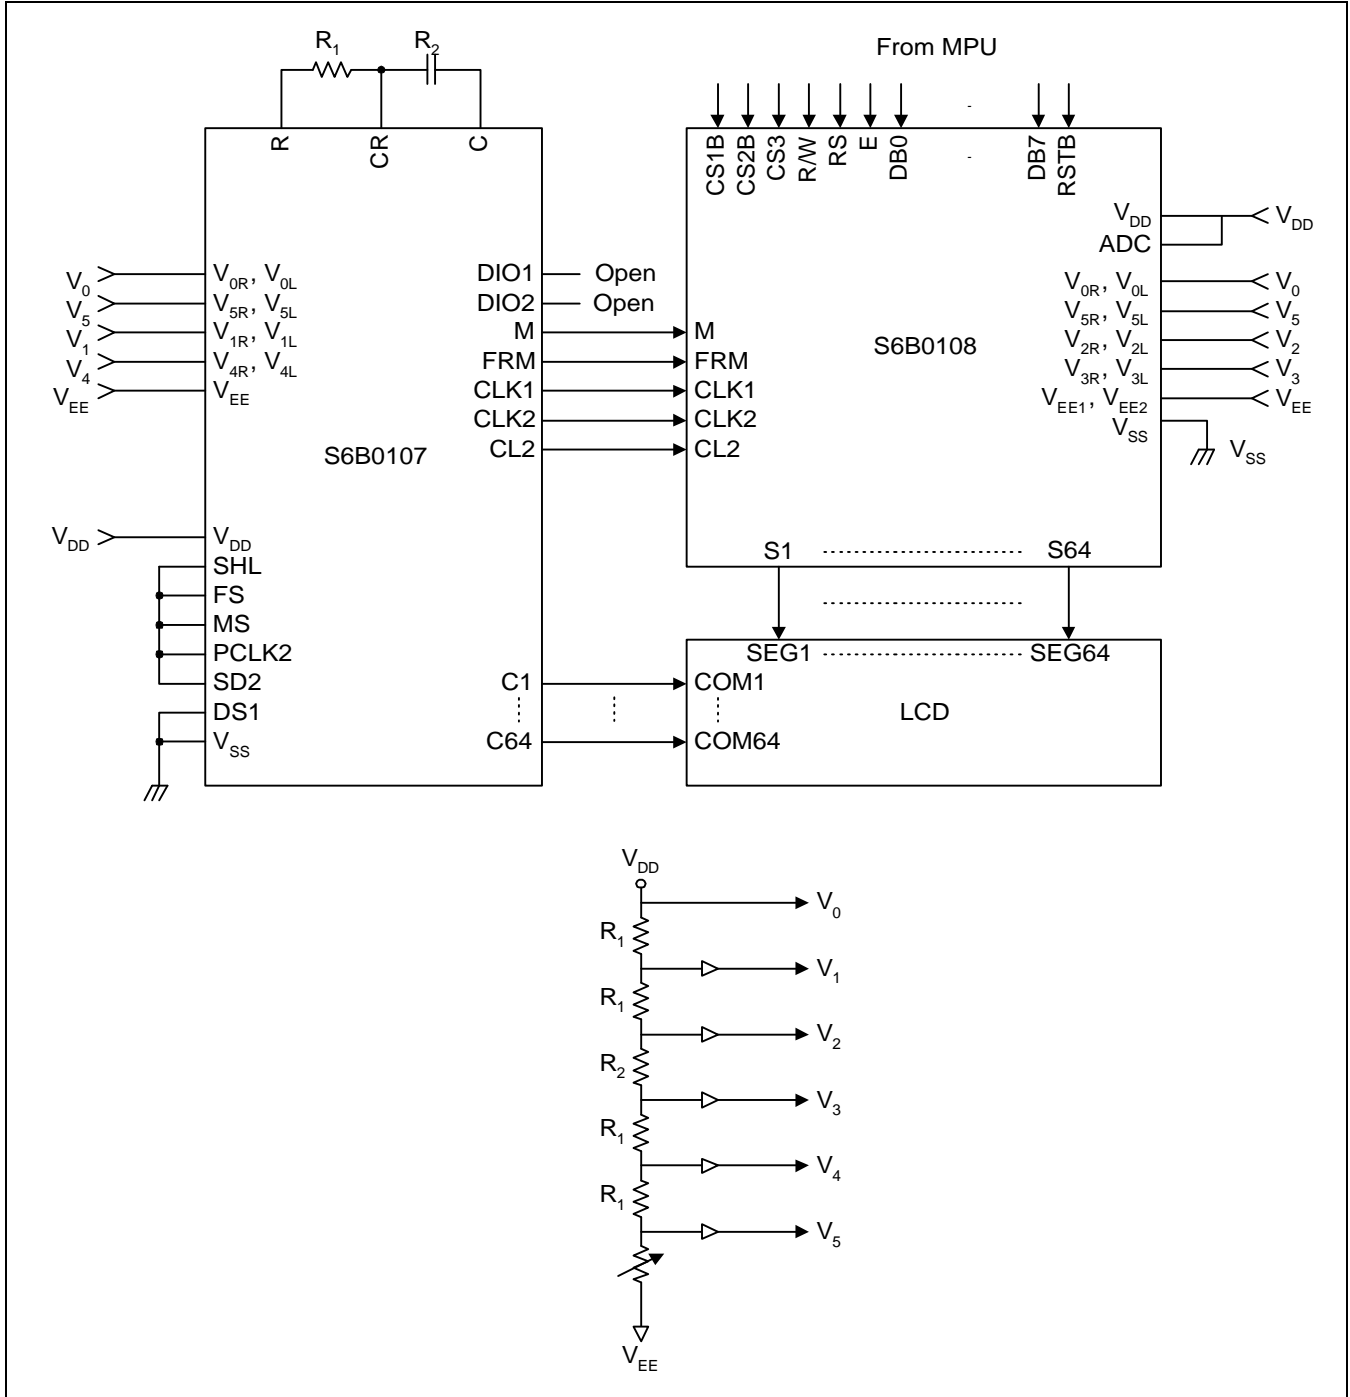 R1 R2
From MPU
R CR C
CS1B CS2B CS3 R/W RS E DB0 - DB7 RSTB
-
V0 V0R, V0L
V5 V5R, V5L
V1 V1R, V1L
V4 V4R, V4L
VEE VEE
S6B0107
VDD VDD
SHL
FS
MS
PCLK2
SD2
DS1
VSS
DIO1 Open
DIO2 Open
M M
FRM FRM
CLK1 CLK1
CLK2 CLK2
CL2 CL2
C1 COM1
C64 COM64
S6B0108
VDD VDD
ADC
V0R, V0L V0
V5R, V5L V5
V2R, V2L V2
V3R, V3L V3
VEE1, VEE2 VEE
VSS VSS
S1 S64
SEG1 SEG64
LCD
VDD
V0
R1
V1
R1
V2
R2
V3
R1
V4
R1
V5
VEE